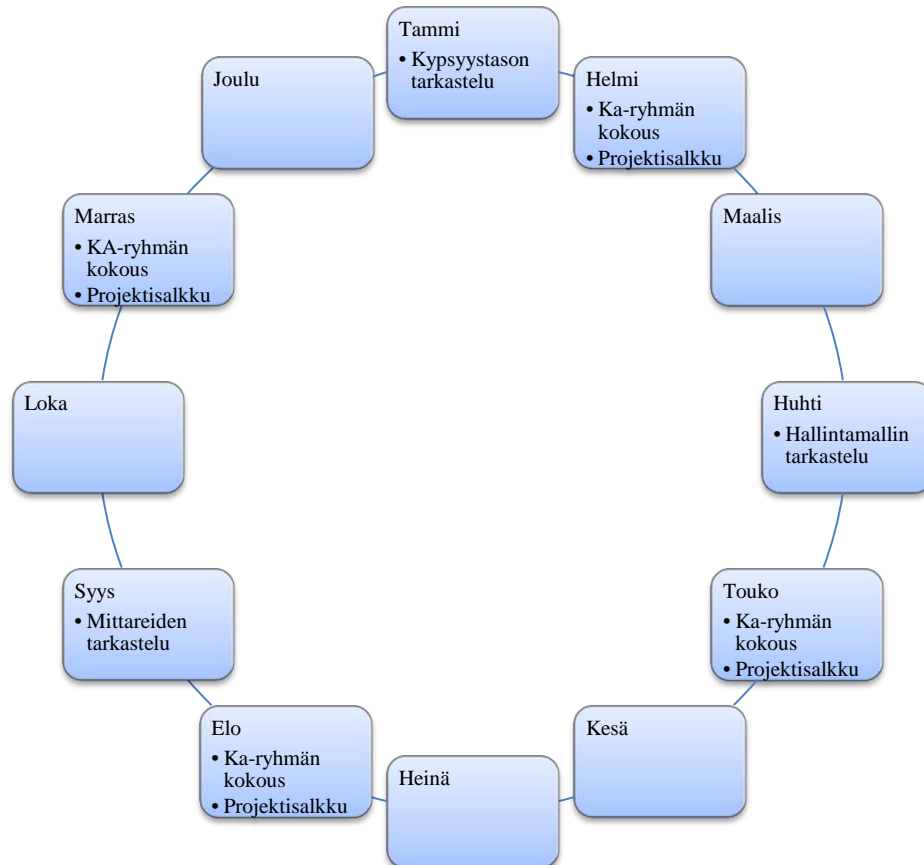 Tammi
• Kypsyystason
tarkastelu
Helmi
• Ka-ryhmän
kokous
• Projektisalkku
Maalis
Huhti
• Hallintamallin
tarkastelu
Touko
• Ka-ryhmän
kokous
• Projektisalkku
Kesä
Heinä
Elo
• Ka-ryhmän
kokous
• Projektisalkku
Syys
• Mittareiden
tarkastelu
Loka
Marras
• KA-ryhmän
kokous
• Projektisalkku
Joulu